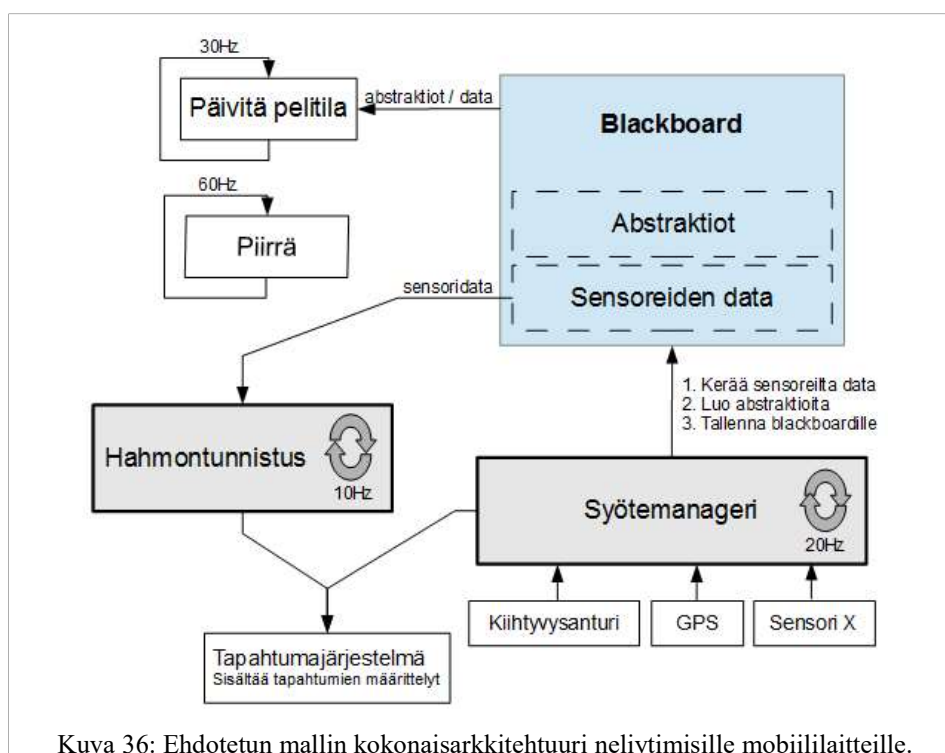 30Hz
Päivitä pelitila
abstraktiot / data
Blackboard
60Hz
Piirrä
Abstraktiot
sensoridata
Sensoreiden data
1. Kerää sensoreilta data
2. Luo abstraktioita
3. Tallenna blackboardille
Hahmontunnistus
10Hz
Syötemanageri
20Hz
Kiihtyvysanturi
GPS
Sensori X
Tapahtumajärjestelmä
Sisältää tapahtumien määrittelyt
Kuva 36: Ehdotetun mallin kokonaisarkkitehtuuri nelivtimisille mobiililaitteille.